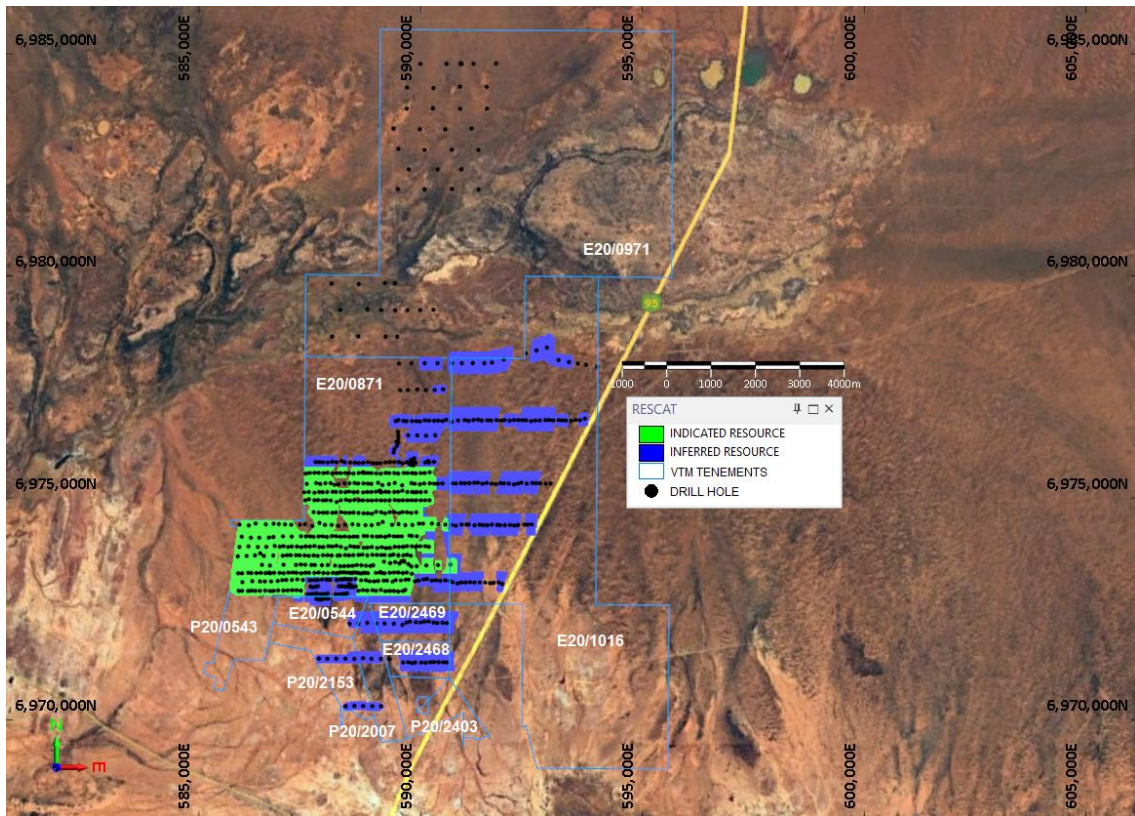 585,000E
590,000E
595,000E
600,000E
605,000E
6,985,000N
6,985,000N
E20/0971
6,980,000N
6,980,000N
95
E20/0871
1000 0 1000 2000 3000 4000m
RESCAT
INDICATED RESOURCE
INFERRED RESOURCE
VTM TENEMENTS
DRILL HOLE
6,975,000N
6,975,000N
E20/0544
E20/2469
P20/0543
E20/2468
E20/1016
P20/2153
6,970,000N
6,970,000N
P20/2007
P20/2403
N
E
585,000E
590,000E
595,000E
600,000E
605,000E